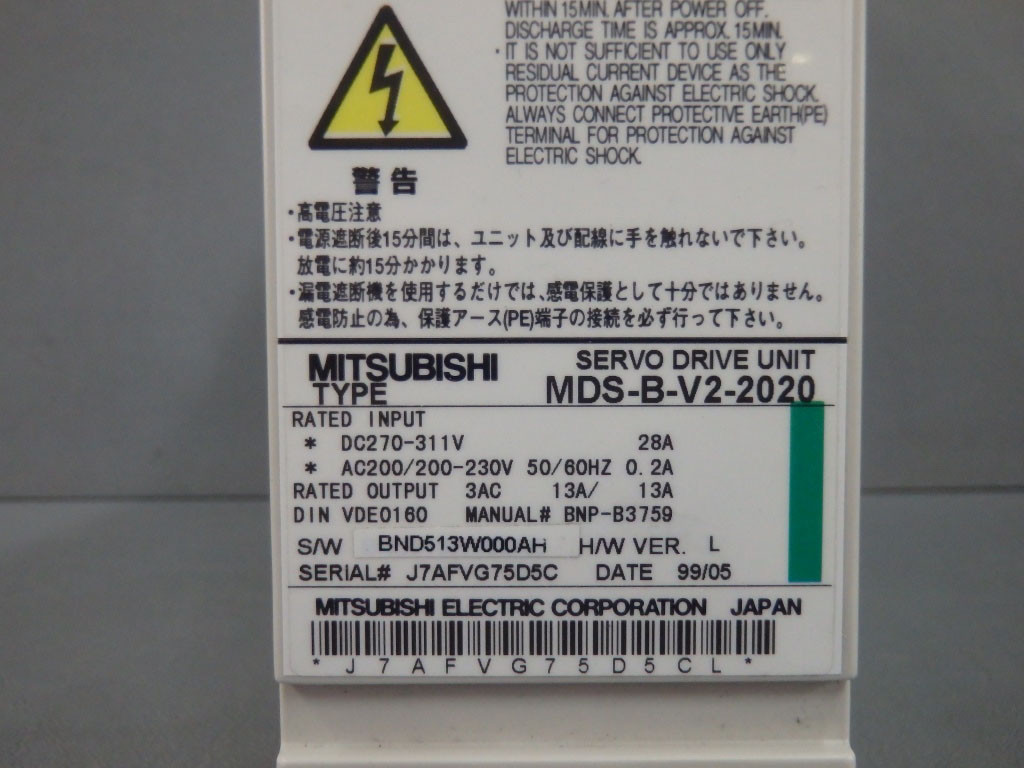 WITHIN 15MIN. AFTER POWER OFF.
DISCHARGE TIME IS APPROX. 15MIN.
・IT IS NOT SUFFICIENT TO USE ONLY
RESIDUAL CURRENT DEVICE AS THE
PROTECTION AGAINST ELECTRIC SHOCK.
ALWAYS CONNECT PROTECTIVE EARTH(PE)
TERMINAL FOR PROTECTION AGAINST
ELECTRIC SHOCK.
警告
・高電圧注意
・電源遮断後15分間は、ユニット及び配線に手を触れないで下さい。
放電に約15分かかります。
・漏電遮断機を使用するだけでは、感電保護として十分ではありません。
感電防止の為、保護アース(PE)端子の接続を必ず行って下さい。
MITSUBISHI SERVO DRIVE UNIT
TYPE MDS-B-V2-2020
RATED INPUT
* DC270-311V 28A
* AC200/200-230V 50/60HZ 0.2A
RATED OUTPUT 3AC 13A/ 13A
DIN VDE0160 MANUAL# BNP-B3759
S/W BND513W000AH H/W VER. L
SERIAL# J7AFVG75D5C DATE 99/05
MITSUBISHI ELECTRIC CORPORATION JAPAN
*J7AFVG75D5CL*